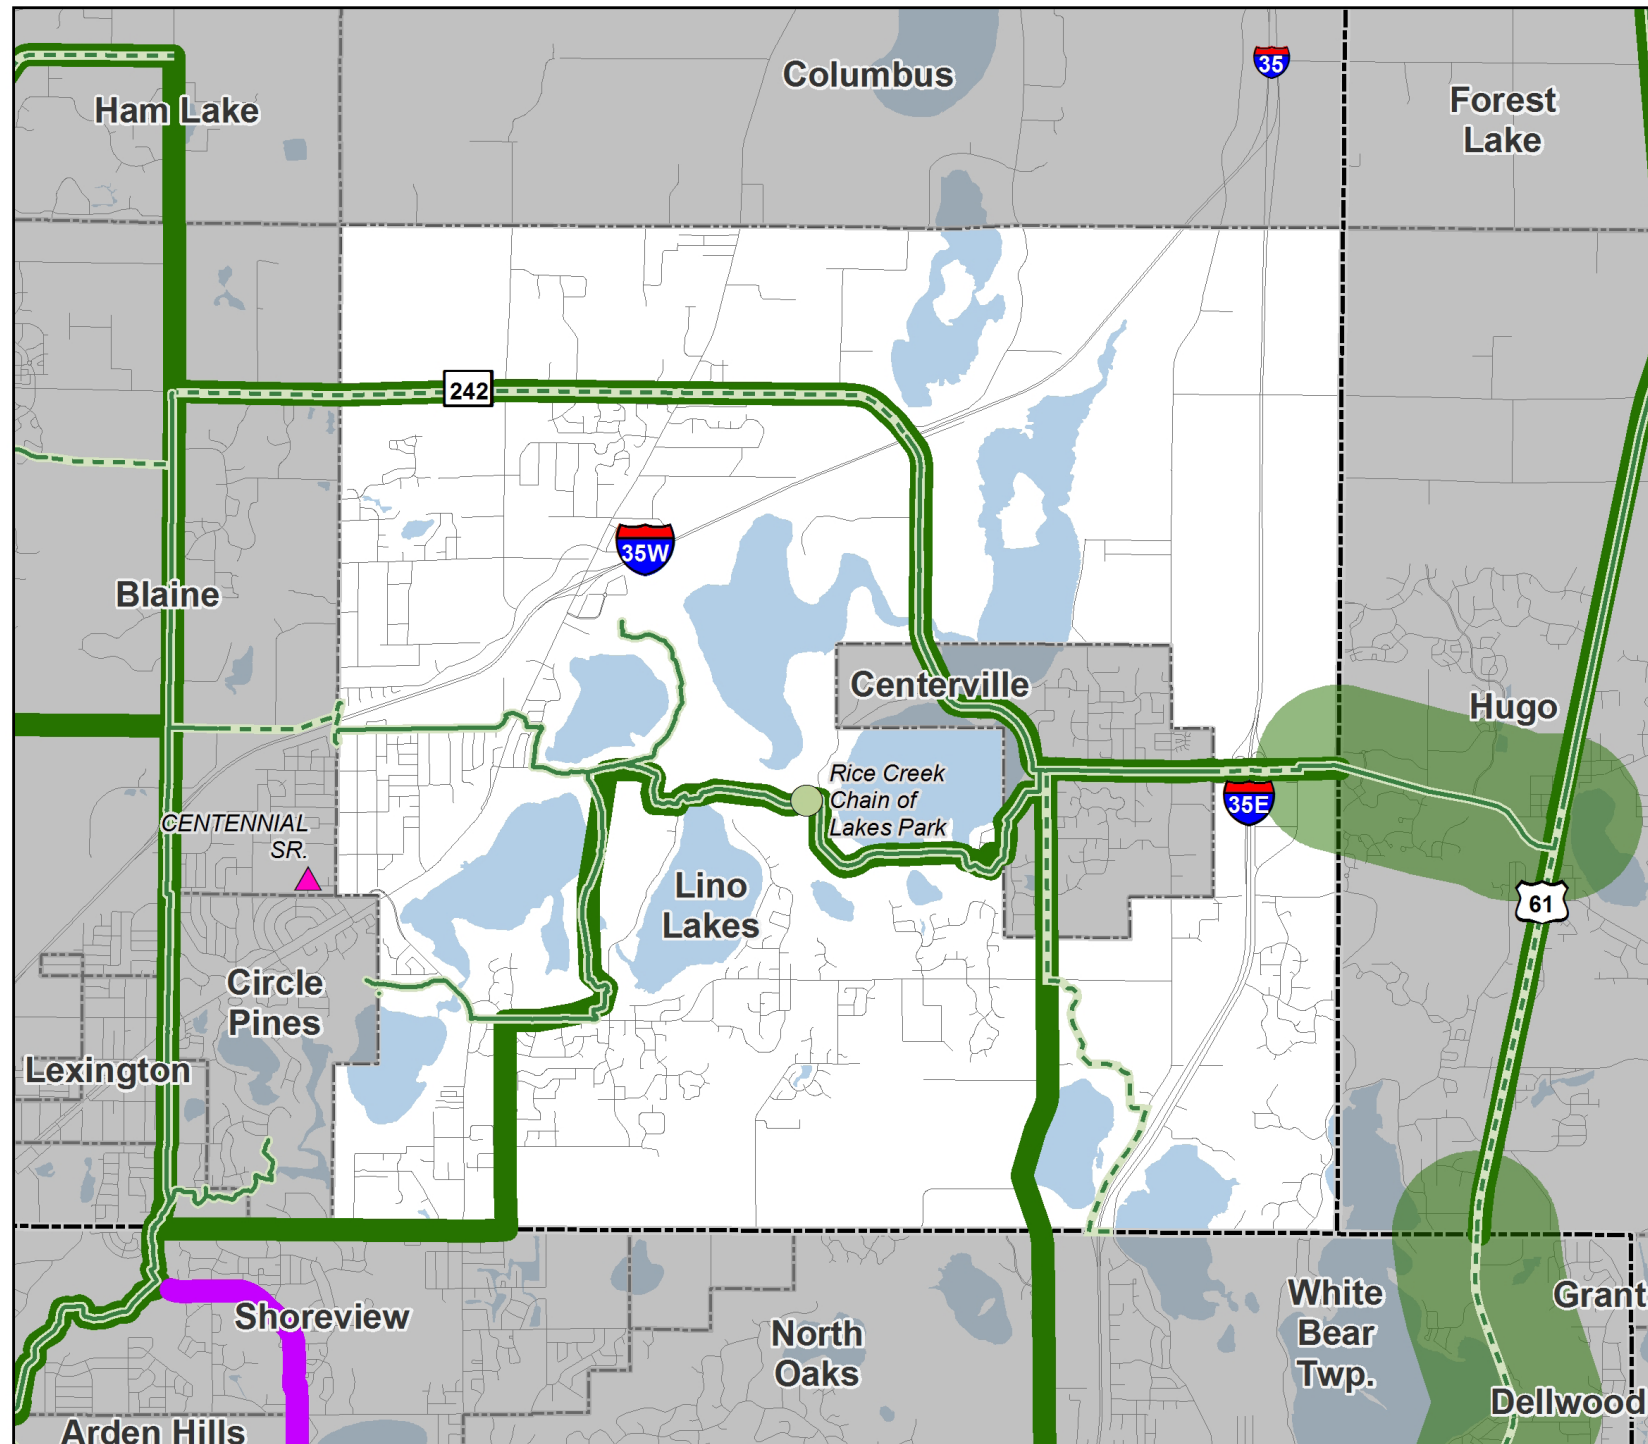 Columbus
35
Forest
Lake
Ham Lake
242
35W
Blaine
Centerville
Hugo
Rice Creek
Chain of
Lakes Park
35E
CENTENNIAL
SR.
Lino
Lakes
61
Circle
Pines
Lexington
Shoreview
North
Oaks
White
Bear
Twp.
Grant
Dellwood
Arden Hills